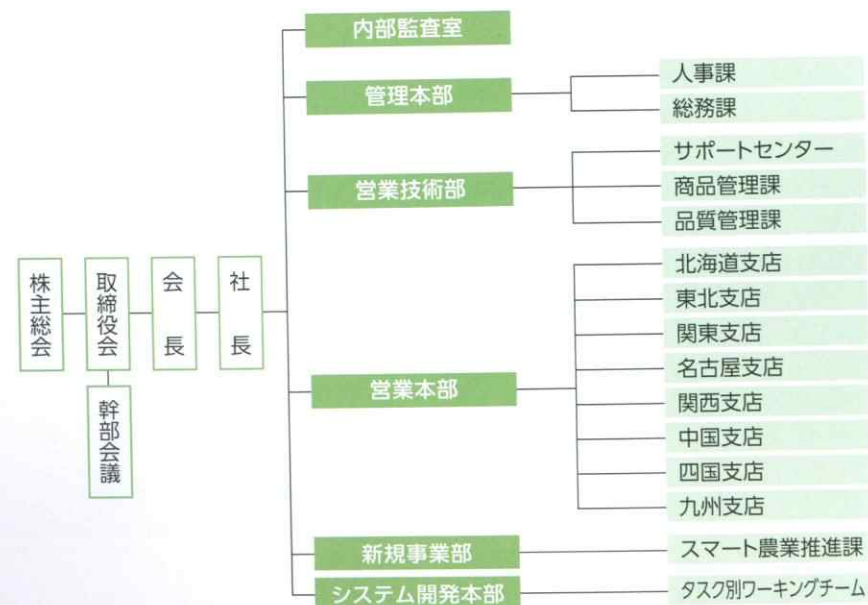 株主総会
取締役会
幹部会議
会長
社長
内部監査室
管理本部
人事課
総務課
営業技術部
サポートセンター
商品管理課
品質管理課
営業本部
北海道支店
東北支店
関東支店
名古屋支店
関西支店
中国支店
四国支店
九州支店
新規事業部
スマート農業推進課
システム開発本部
タスク別ワーキングチーム